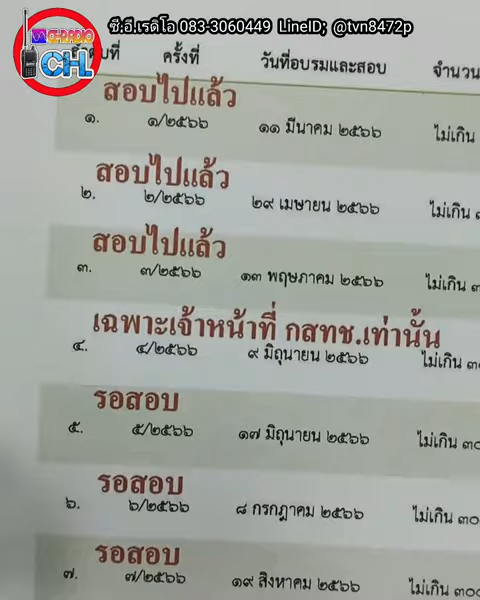 ซี.อี.เรดิโอ 083-3060449 LineID; @tvn8472p
CH-RADIO
CHL
ที่ ครั้งที่ วันที่อบรมและสอบ จำนวน
สอบไปแล้ว
๑. ๑/๒๕๖๖ ๑๑ มีนาคม ๒๕๖๖ ไม่เกิน
สอบไปแล้ว
๒. ๒/๒๕๖๖ ๒๙ เมษายน ๒๕๖๖ ไม่เกิน
สอบไปแล้ว
๓. ๓/๒๕๖๖ ๑๓ พฤษภาคม ๒๕๖๖ ไม่เกิน
เฉพาะเจ้าหน้าที่ กสทช.เท่านั้น
๔. ๔/๒๕๖๖ ๙ มิถุนายน ๒๕๖๖ ไม่เกิน ๓๐
รอสอบ
๕. ๕/๒๕๖๖ ๑๗ มิถุนายน ๒๕๖๖ ไม่เกิน ๓๐
รอสอบ
๖. ๖/๒๕๖๖ ๘ กรกฎาคม ๒๕๖๖ ไม่เกิน ๓๐
รอสอบ
๗. ๗/๒๕๖๖ ๑๙ สิงหาคม ๒๕๖๖ ไม่เกิน ๓๐๐